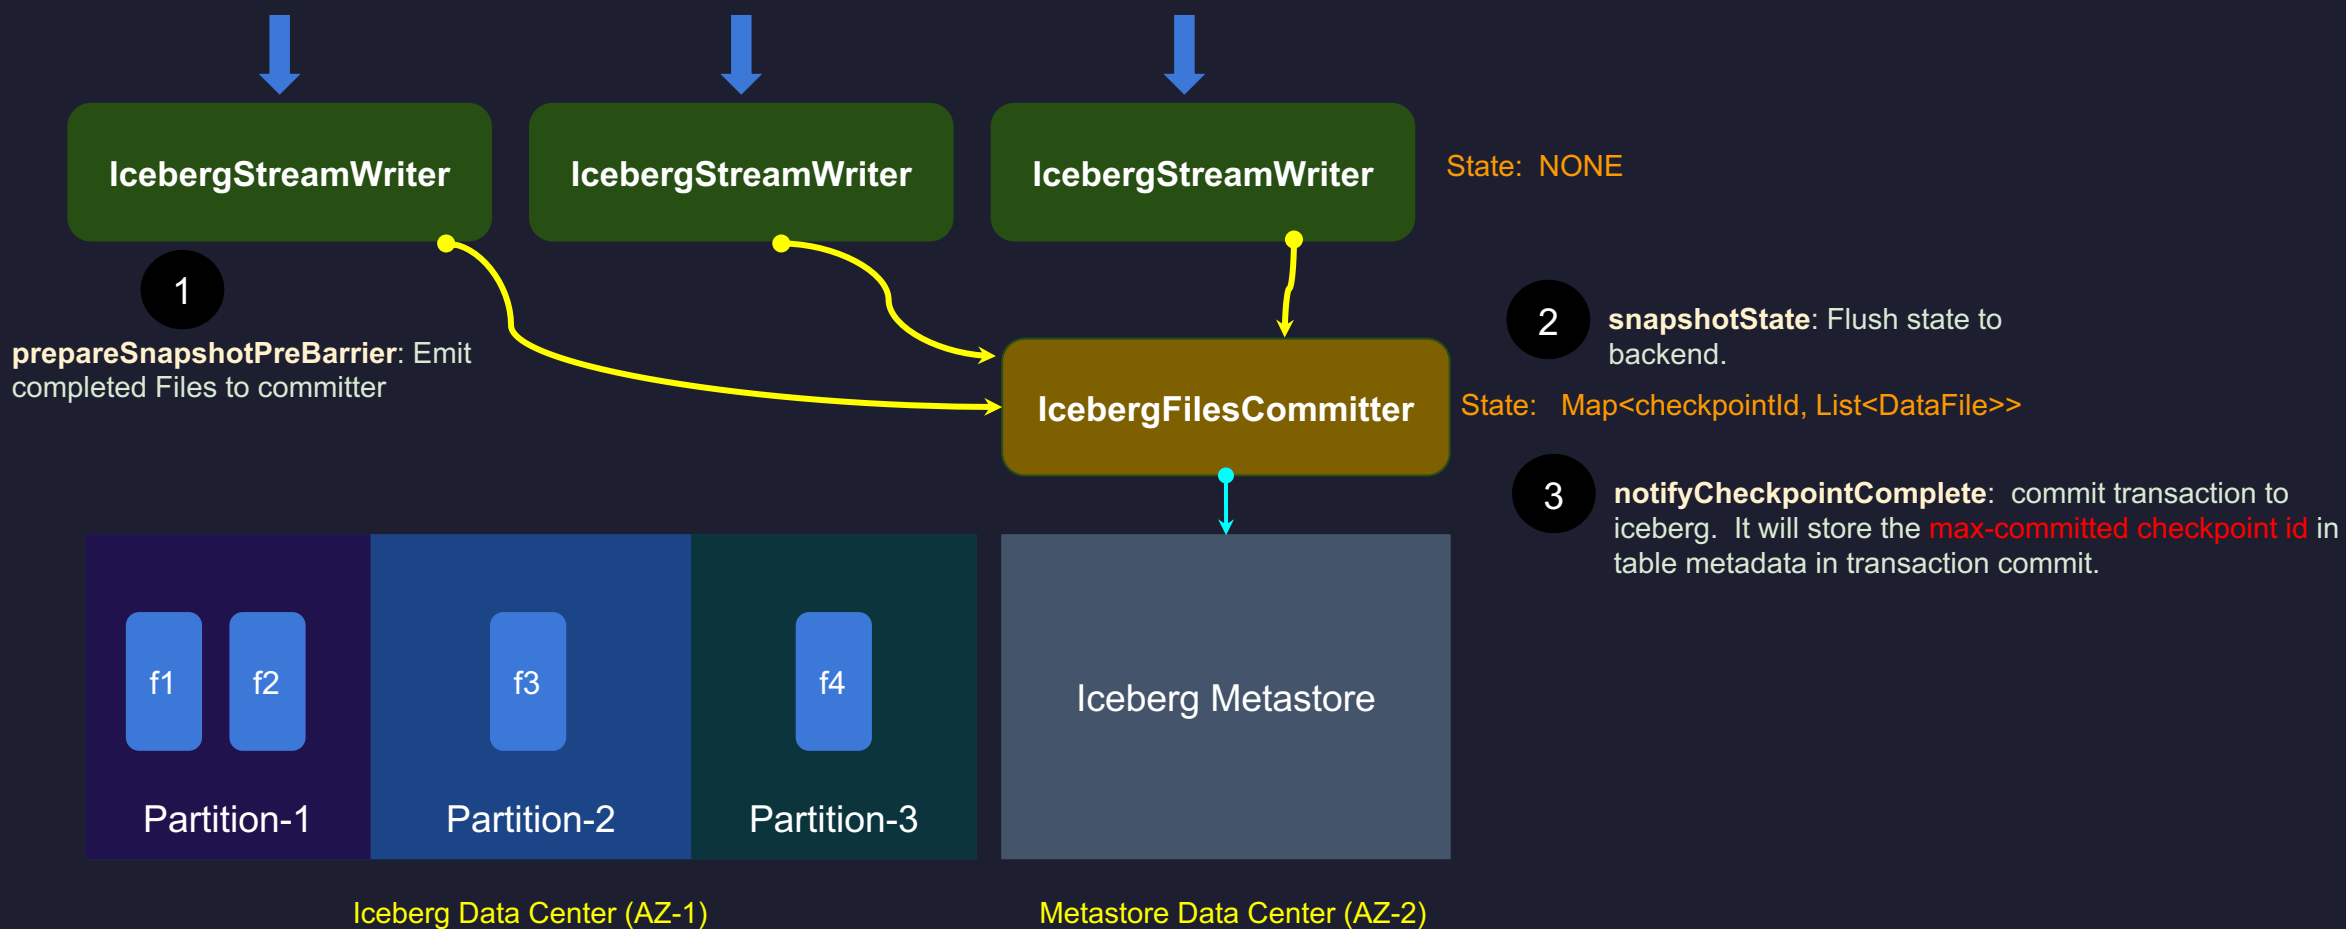 IcebergStreamWriter
IcebergStreamWriter
IcebergStreamWriter
State: NONE
1
prepareSnapshotPreBarrier: Emit
completed Files to committer
2
snapshotState: Flush state to
backend.
IcebergFilesCommitter
State: Map<checkpointId, List<DataFile>>
3
notifyCheckpointComplete: commit transaction to
iceberg. It will store the max-committed checkpoint id in
table metadata in transaction commit.
f1
f2
f3
f4
Partition-1
Partition-2
Partition-3
Iceberg Metastore
Iceberg Data Center (AZ-1)
Metastore Data Center (AZ-2)